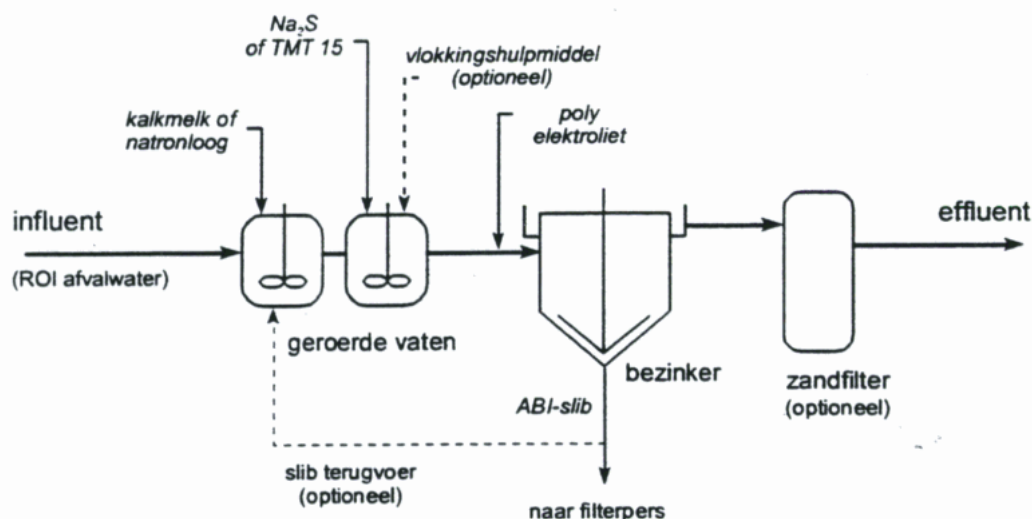 Na₂S
of TMT 15
vlokkingshulpmiddel
(optioneel)
kalkmelk of
natronloog
poly
elektroliet
influent
(ROI afvalwater)
effluent
geroerde vaten
bezinker
zandfilter
(optioneel)
ABI-slib
slib terugvoer
(optioneel)
naar filterpers